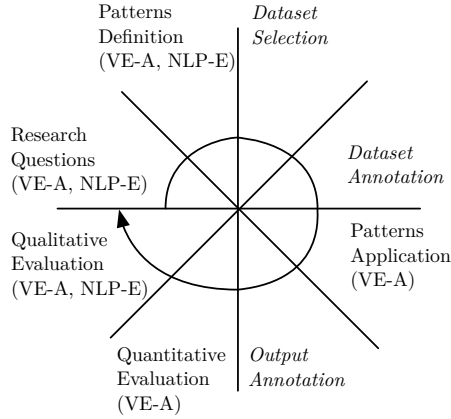 Patterns
Definition
(VE-A, NLP-E)
Dataset
Selection
Research
Questions
(VE-A, NLP-E)
Dataset
Annotation
Qualitative
Evaluation
(VE-A, NLP-E)
Patterns
Application
(VE-A)
Quantitative
Evaluation
(VE-A)
Output
Annotation